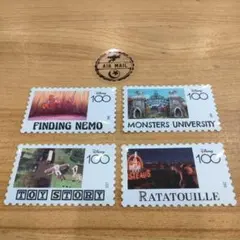 AIR MAIL
Disney
100
FINDING NEMO
Disney
100
MONSTERS UNIVERSITY
Disney
100
TOY STORY
Disney
100
RATATOUILLE